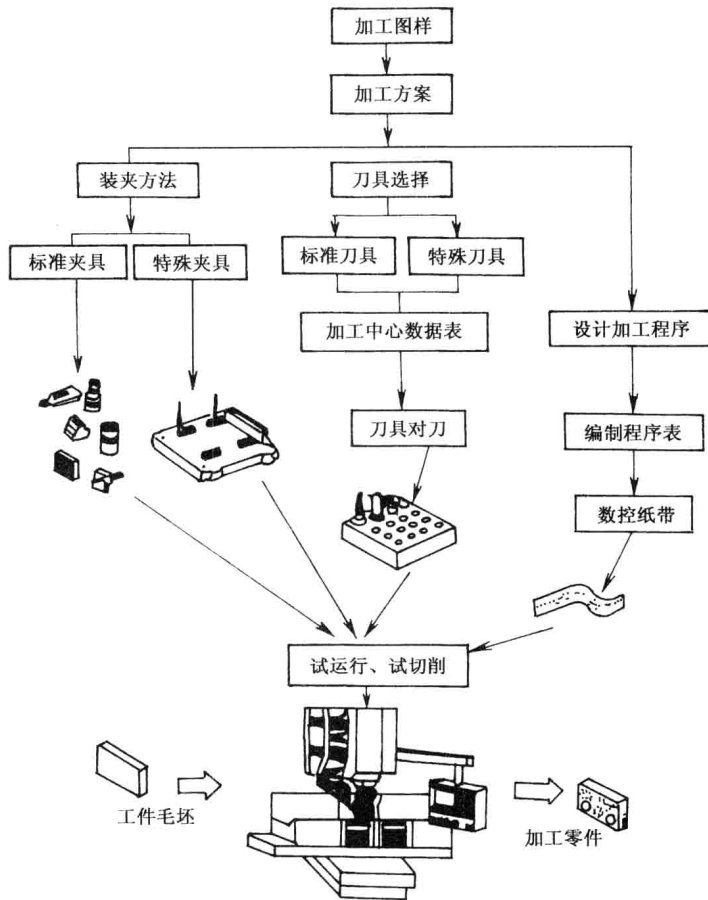 加工图样
加工方案
装夹方法
刀具选择
标准夹具
特殊夹具
标准刀具
特殊刀具
加工中心数据表
设计加工程序
刀具对刀
编制程序表
数控纸带
试运行、试切削
工件毛坯
加工零件